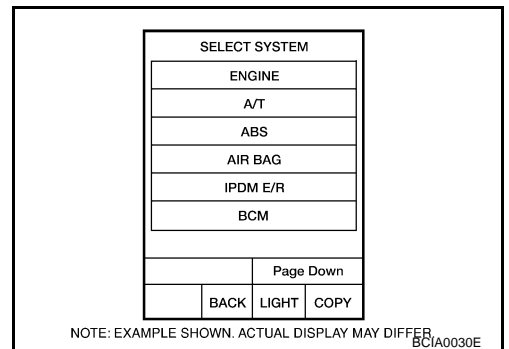 SELECT SYSTEM
ENGINE
A/T
ABS
AIR BAG
IPDM E/R
BCM
Page Down
BACK LIGHT COPY
NOTE: EXAMPLE SHOWN. ACTUAL DISPLAY MAY DIFFER.
BCIA0030E